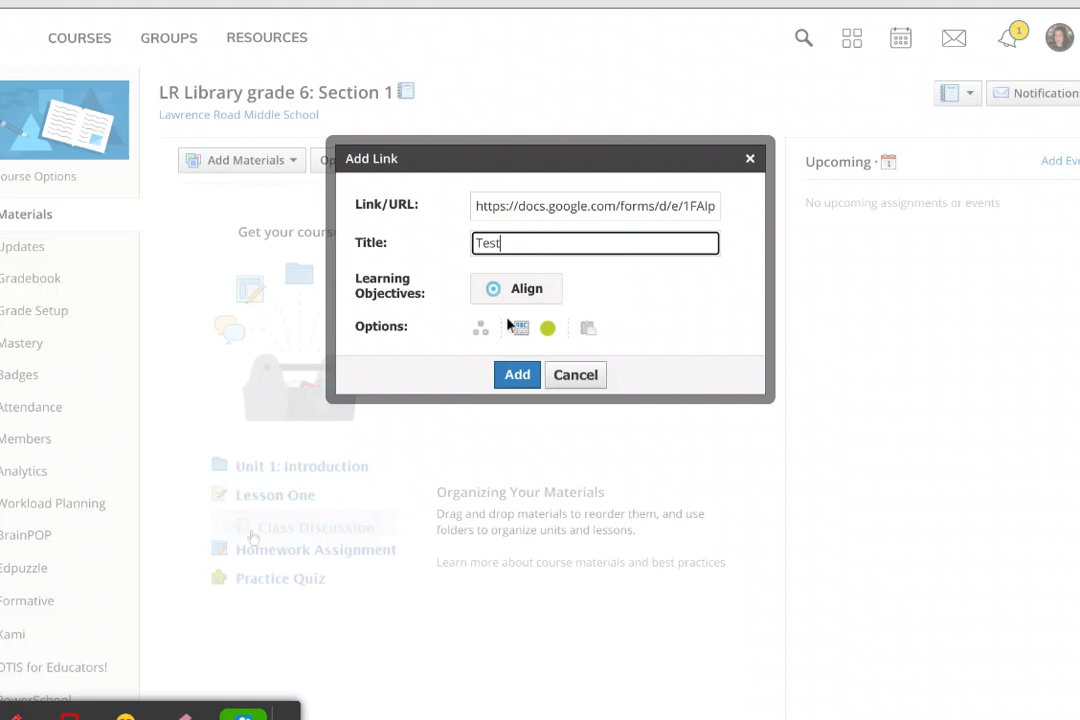 COURSES
GROUPS
RESOURCES
1
LR Library grade 6: Section 1
Lawrence Road Middle School
Notification
Add Materials
Op
Add Link
Link/URL:
https://docs.google.com/forms/d/e/1FAIp
Title:
Test
Learning
Objectives:
Align
Options:
Add
Cancel
Upcoming ·
Add Eve
No upcoming assignments or events
ourse Options
Materials
Updates
Gradebook
Grade Setup
Mastery
Badges
Attendance
Members
Analytics
Workload Planning
BrainPOP
Edpuzzle
Formative
Kami
OTIS for Educators!
PowerSchool
Get your cours
Unit 1: Introduction
Lesson One
Class Discussion
Homework Assignment
Practice Quiz
Organizing Your Materials
Drag and drop materials to reorder them, and use
folders to organize units and lessons.
Learn more about course materials and best practices